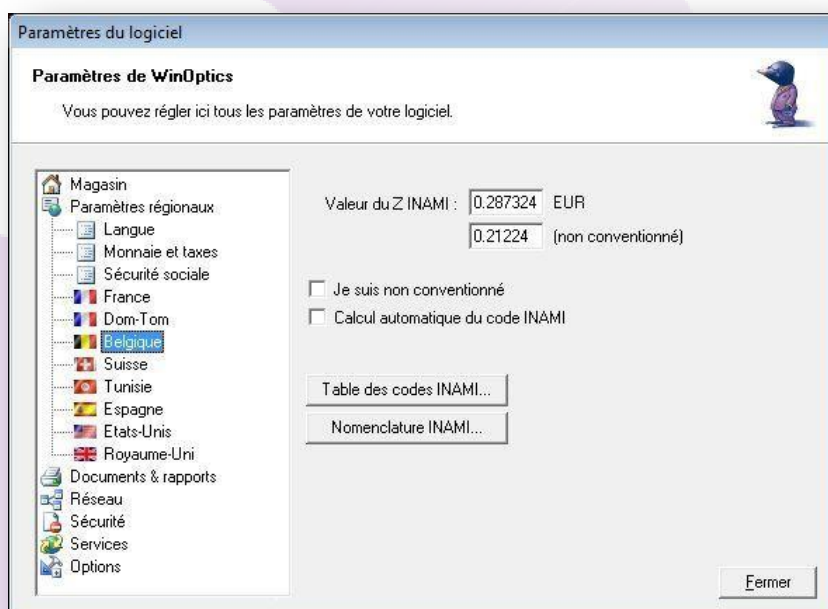 Paramètres du logiciel
Paramètres de WinOptics
Vous pouvez régler ici tous les paramètres de votre logiciel.
Magasin
Paramètres régionaux
Langue
Monnaie et taxes
Sécurité sociale
France
Dom-Tom
Belgique
Suisse
Tunisie
Espagne
Etats-Unis
Royaume-Uni
Documents & rapports
Réseau
Sécurité
Services
Options
Valeur du Z INAMI : 0.287324 EUR
0.21224 (non conventionné)
Je suis non conventionné
Calcul automatique du code INAMI
Table des codes INAMI...
Nomenclature INAMI...
Fermer